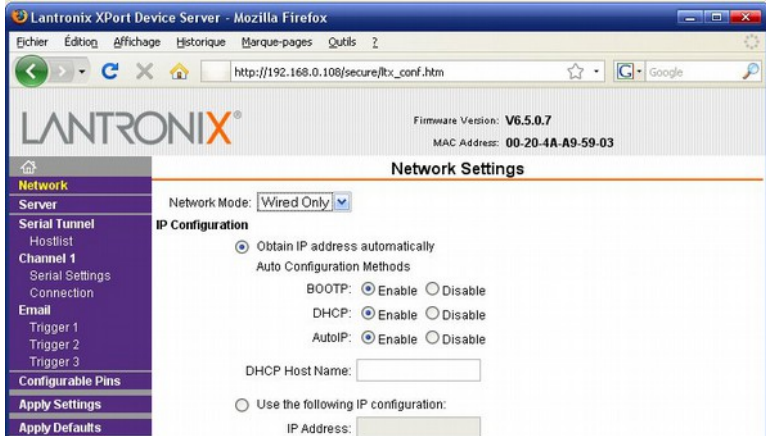 Lantronix XPort Device Server - Mozilla Firefox
Fichier Édition Affichage Historique Marque-pages Outils ?
http://192.168.0.108/secure/ltx_conf.htm
G Google
LANTRONIX®
Firmware Version: V6.5.0.7
MAC Address: 00-20-4A-A9-59-03
Network
Server
Serial Tunnel
Hostlist
Channel 1
Serial Settings
Connection
Email
Trigger 1
Trigger 2
Trigger 3
Configurable Pins
Apply Settings
Apply Defaults
Network Settings
Network Mode: Wired Only
IP Configuration
Obtain IP address automatically
Auto Configuration Methods
BOOTP: Enable Disable
DHCP: Enable Disable
AutoIP: Enable Disable
DHCP Host Name:
Use the following IP configuration:
IP Address: